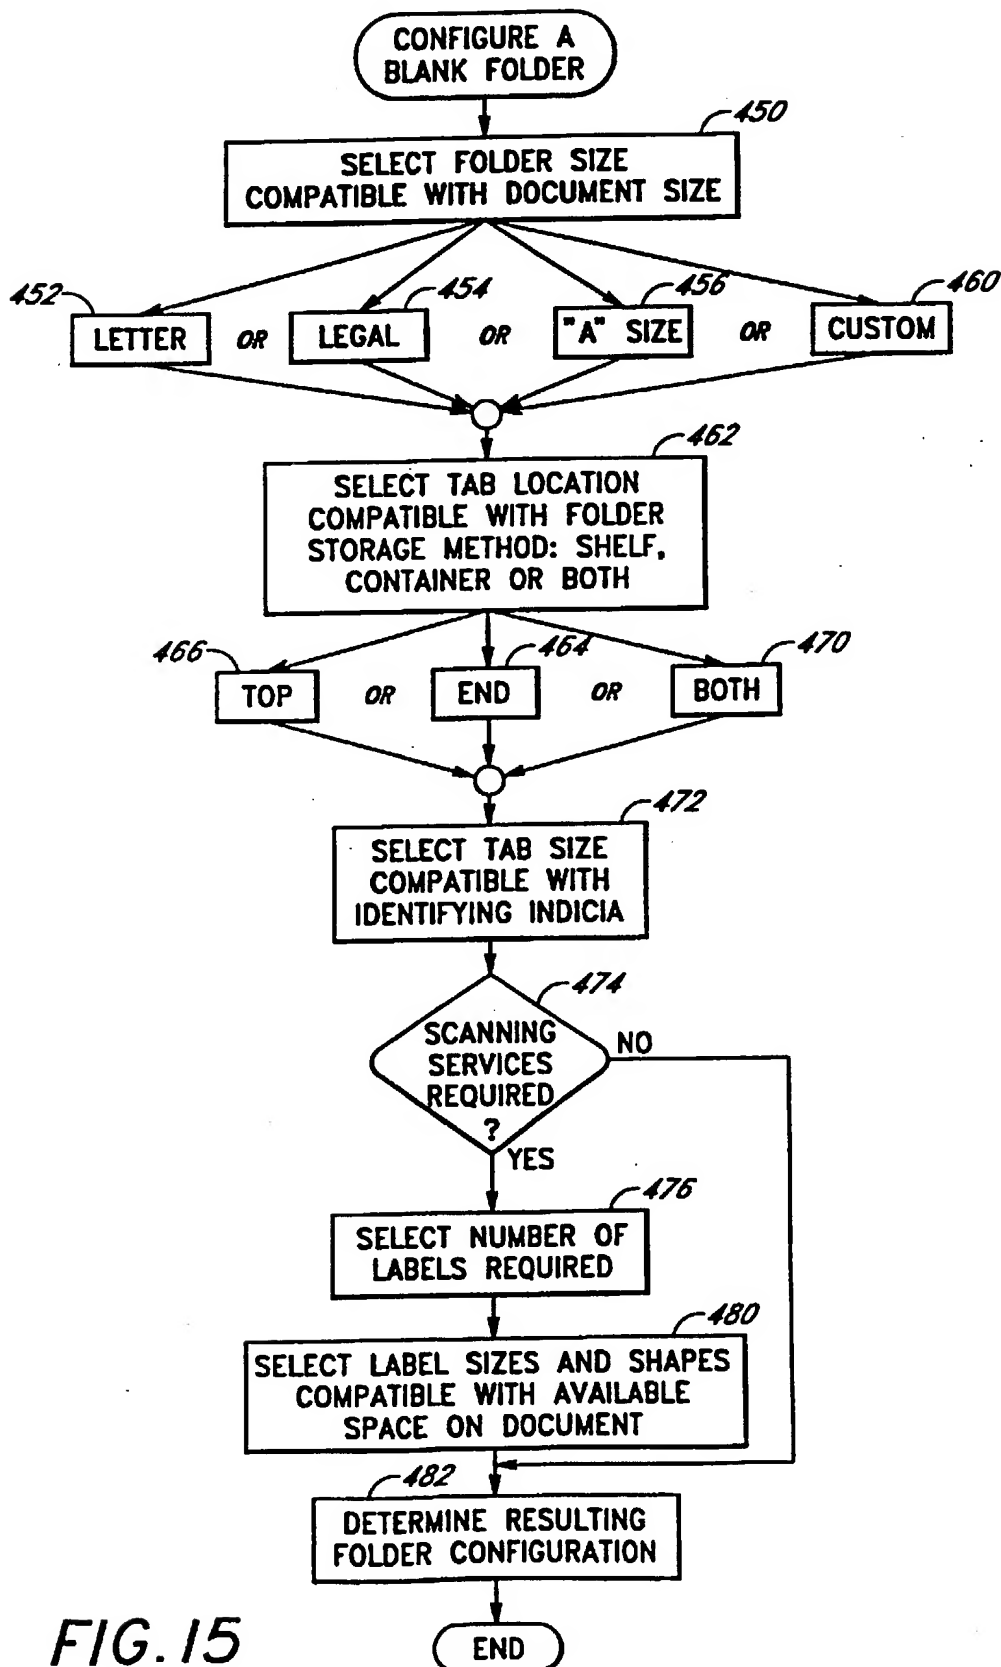 CONFIGURE A
BLANK FOLDER
450
SELECT FOLDER SIZE
COMPATIBLE WITH DOCUMENT SIZE
452 454 456 460
LETTER OR LEGAL OR "A" SIZE OR CUSTOM
462
SELECT TAB LOCATION
COMPATIBLE WITH FOLDER
STORAGE METHOD: SHELF,
CONTAINER OR BOTH
466 464 470
TOP OR END OR BOTH
472
SELECT TAB SIZE
COMPATIBLE WITH
IDENTIFYING INDICIA
474
SCANNING
SERVICES
REQUIRED
?
NO
YES
476
SELECT NUMBER OF
LABELS REQUIRED
480
SELECT LABEL SIZES AND SHAPES
COMPATIBLE WITH AVAILABLE
SPACE ON DOCUMENT
482
DETERMINE RESULTING
FOLDER CONFIGURATION
END
FIG. 15